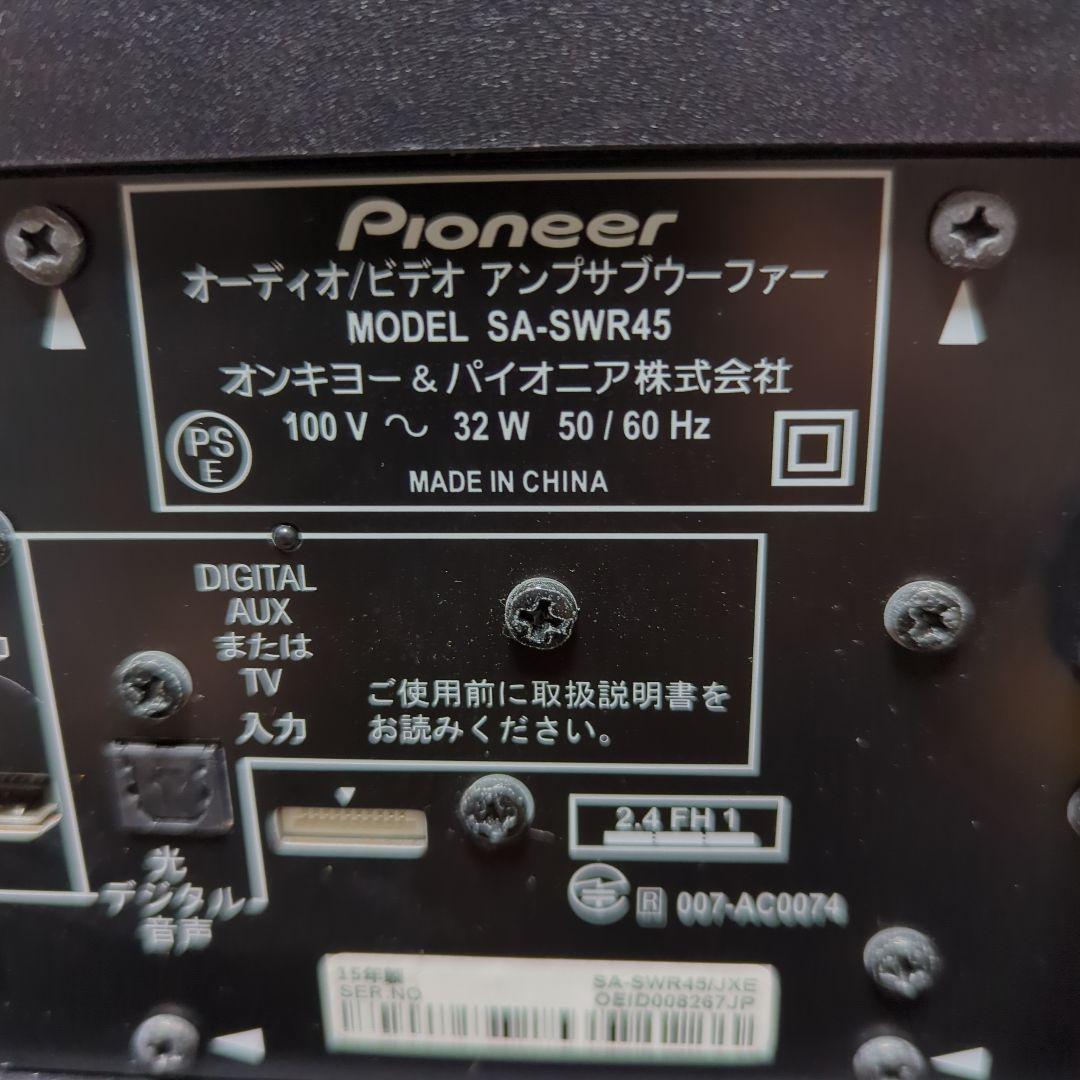 Pioneer
オーディオ/ビデオ アンプサブウーファー
MODEL SA-SWR45
オンキヨー&パイオニア株式会社
100 V ～ 32 W 50 / 60 Hz
PS
E
MADE IN CHINA
DIGITAL
AUX
または
TV
入力
ご使用前に取扱説明書を
お読みください。
光
デジタル
音声
2.4 FH 1
R 007-AC0074
15年製 SA-SWR45/JXE
SER.NO OEID008267JP